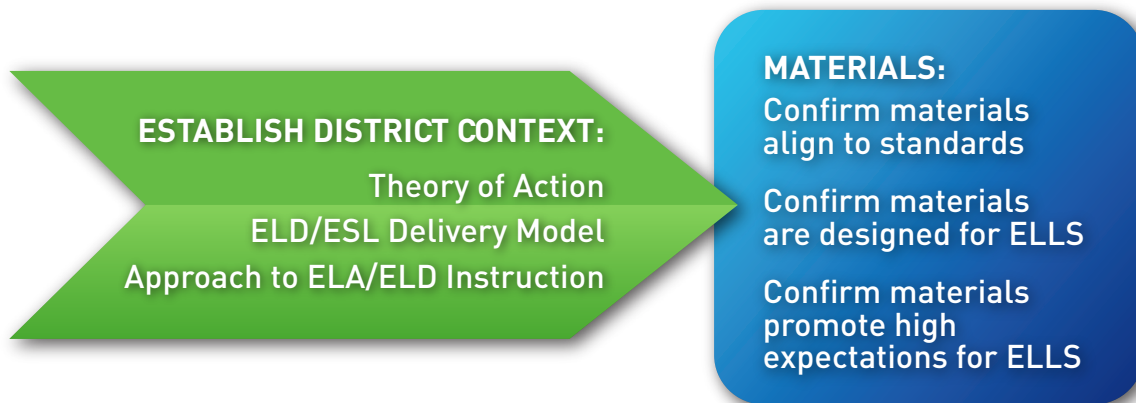 ESTABLISH DISTRICT CONTEXT:
Theory of Action
ELD/ESL Delivery Model
Approach to ELA/ELD Instruction
MATERIALS:
Confirm materials
align to standards
Confirm materials
are designed for ELLS
Confirm materials
promote high
expectations for ELLS